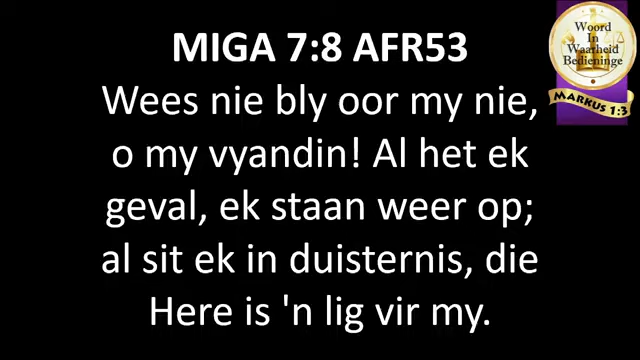 MIGA 7:8 AFR53
Wees nie bly oor my nie,
o my vyandin! Al het ek
geval, ek staan weer op;
al sit ek in duisternis, die
Here is 'n lig vir my.
Woord
In
Waarheid
Bedieninge
MARKUS 1:3